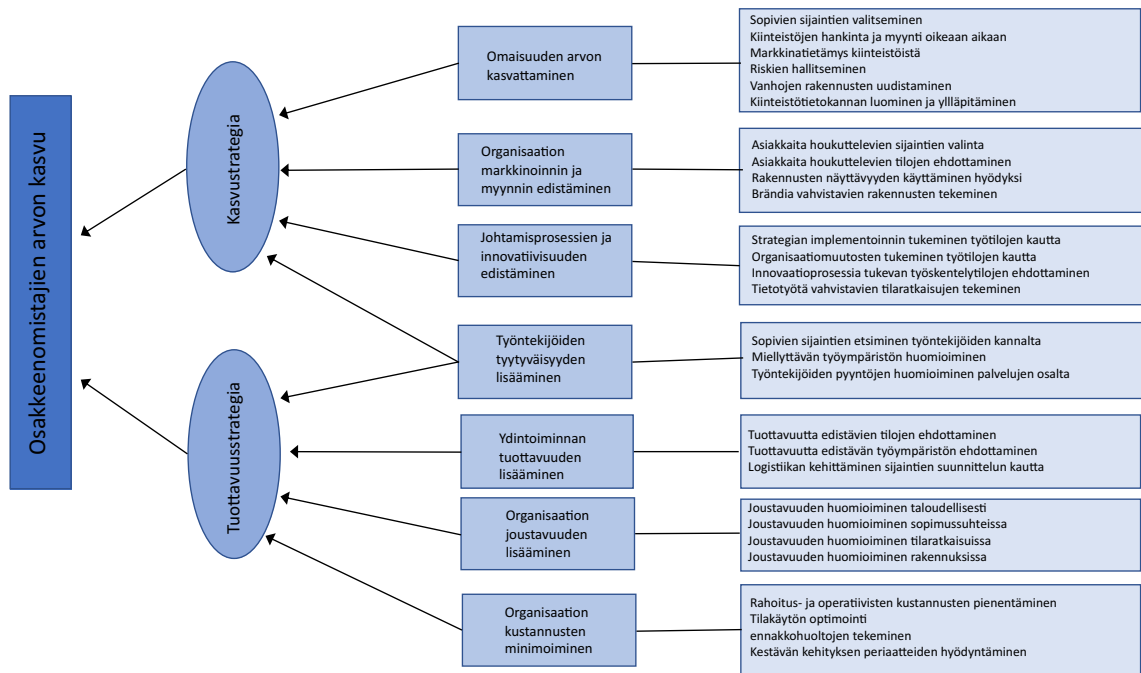 Osakkeenomistajien arvon kasvu
Kasvustrategia
Tuottavuusstrategia
Omaisuuden arvon
kasvattaminen
Sopivien sijaintien valitseminen
Kiinteistöjen hankinta ja myynti oikeaan aikaan
Markkinatietämys kiinteistöistä
Riskien hallitseminen
Vanhojen rakennusten uudistaminen
Kiinteistötietokannan luominen ja yllläpitäminen
Organisaation
markkinoinnin ja
myynnin edistäminen
Asiakkaita houkuttelevien sijaintien valinta
Asiakkaita houkuttelevien tilojen ehdottaminen
Rakennusten näyttävyyden käyttäminen hyödyksi
Brändia vahvistavien rakennusten tekeminen
Johtamisprosessien ja
innovatiivisuuden
edistäminen
Strategian implementoinnin tukeminen työtilojen kautta
Organisaatiomuutosten tukeminen työtilojen kautta
Innovaatioprosessia tukevan työskentelytilojen ehdottaminen
Tietotyötä vahvistavien tilaratkaisujen tekeminen
Työntekijöiden
tyytyväisyyden
lisääminen
Sopivien sijaintien etsiminen työntekijöiden kannalta
Miellyttävän työympäristön huomioiminen
Työntekijöiden pyyntöjen huomioiminen palvelujen osalta
Ydintoiminnan
tuottavuuden
lisääminen
Tuottavuutta edistävien tilojen ehdottaminen
Tuottavuutta edistävän työympäristön ehdottaminen
Logistiikan kehittäminen sijaintien suunnittelun kautta
Organisaation
joustavuuden
lisääminen
Joustavuuden huomioiminen taloudellisesti
Joustavuuden huomioiminen sopimussuhteissa
Joustavuuden huomioiminen tilaratkaisuissa
Joustavuuden huomioiminen rakennuksissa
Organisaation
kustannusten
minimoiminen
Rahoitus- ja operatiivisten kustannusten pienentäminen
Tilakäytön optimointi
ennakkohuoltojen tekeminen
Kestävän kehityksen periaatteiden hyödyntäminen